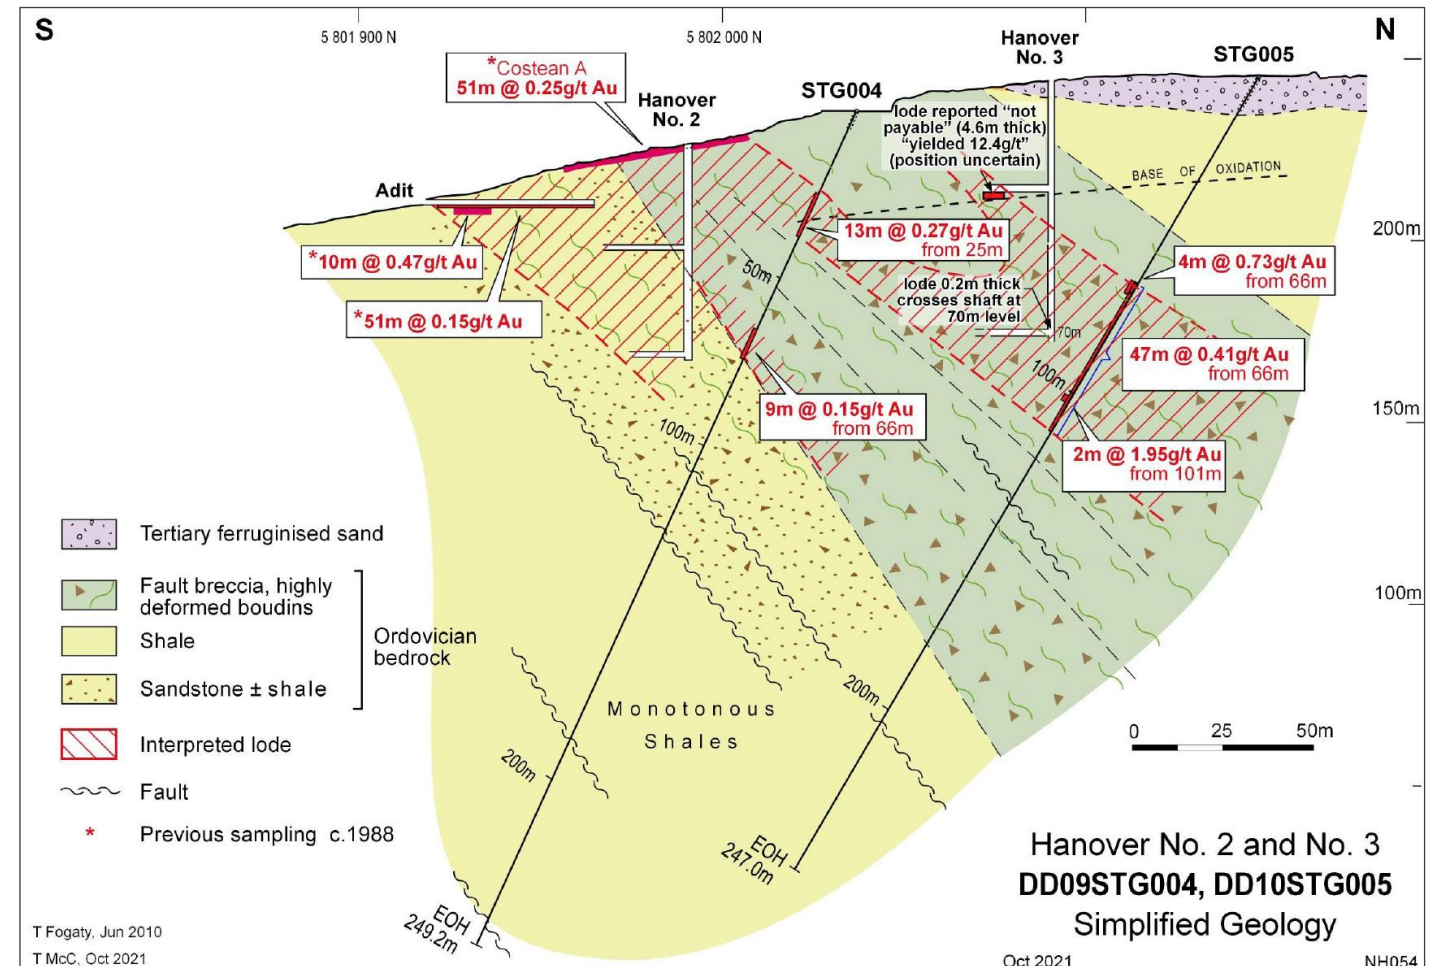 S
5 801 900 N
5 802 000 N
N
Hanover
No. 3
STG005
*Costean A
51m @ 0.25g/t Au
Hanover
No. 2
STG004
lode reported "not
payable" (4.6m thick)
"yielded 12.4g/t"
(position uncertain)
BASE OF OXIDATION
Adit
200m
13m @ 0.27g/t Au
from 25m
*10m @ 0.47g/t Au
4m @ 0.73g/t Au
from 66m
50m
lode 0.2m thick
crosses shaft at
70m level
*51m @ 0.15g/t Au
70m
47m @ 0.41g/t Au
from 66m
100m
9m @ 0.15g/t Au
from 66m
150m
100m
2m @ 1.95g/t Au
from 101m
Tertiary ferruginised sand
Fault breccia, highly
deformed boudins
Shale
Ordovician
bedrock
Sandstone ± shale
Interpreted lode
Fault
* Previous sampling c.1988
100m
200m
Monotonous
Shales
200m
0 25 50m
EOH
247.0m
EOH
249.2m
Hanover No. 2 and No. 3
DD09STG004, DD10STG005
Simplified Geology
T Fogaty, Jun 2010
T McC, Oct 2021
Oct 2021
NH054